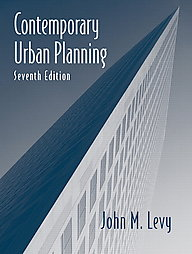 Contemporary
Urban Planning
Seventh Edition
John M. Levy